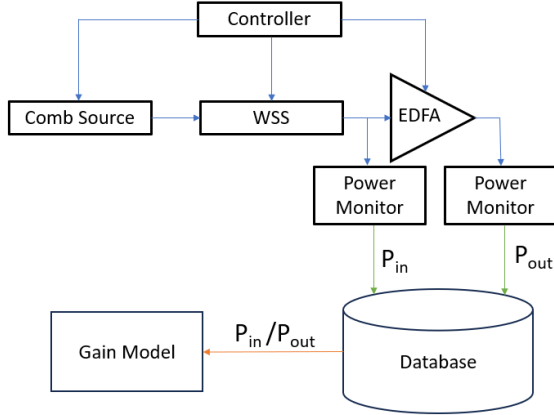 Controller
Comb Source
WSS
EDFA
Power
Monitor
Power
Monitor
P_in
P_out
Gain Model
P_in/P_out
Database